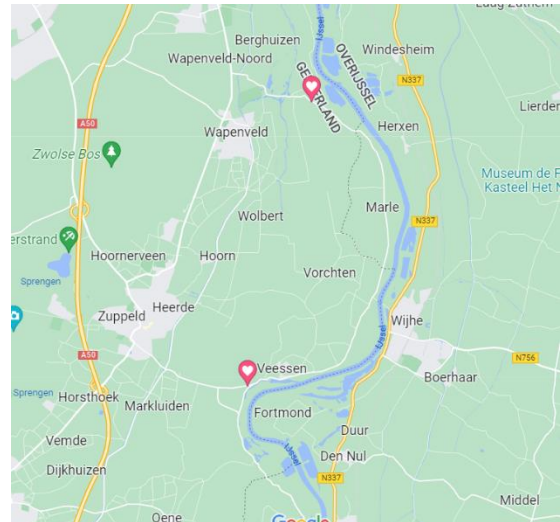 Laag Zuthem
Berghuizen
IJssel
OVERIJSSEL
Windesheim
Wapenveld-Noord
N337
GELDERLAND
Lierder
A50
Wapenveld
Herxen
Zwolse Bos
Museum de F
Kasteel Het N
Marle
Wolbert
N337
erstrand
Hoornerveen
Hoorn
Sprengen
Vorchten
Heerde
Zuppeld
Wijhe
IJssel
A50
N756
Veessen
Sprengen
Boerhaar
Horsthoek
Markluiden
Fortmond
Duur
Vemde
IJssel
Den Nul
Dijkhuizen
N337
Middel
Oene
Google